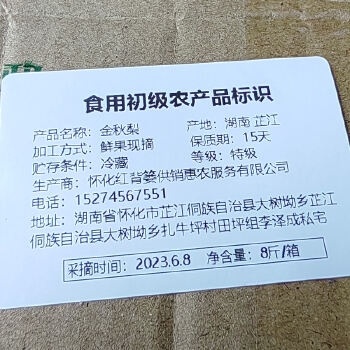 食用初级农产品标识
产品名称：金秋梨 产地：湖南 芷江
加工方式：鲜果现摘 保质期：15天
贮存条件：冷藏 等级：特级
生产商：怀化红背篓供销惠农服务有限公司
电话：15274567551
地址：湖南省怀化市芷江侗族自治县大树坳乡芷江
侗族自治县大树坳乡扎牛坪村田坪组李泽成私宅
采摘时间：2023.6.8 净含量：8斤/箱